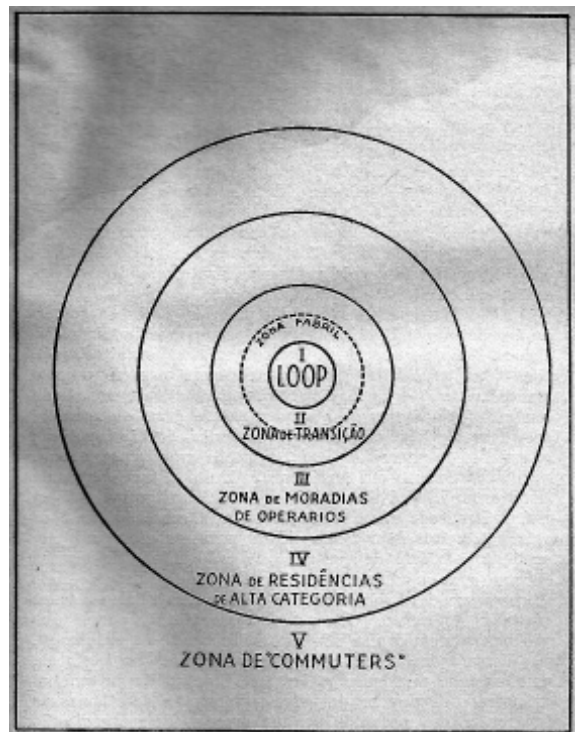 ZONA FABRIL
I
LOOP
II
ZONA DE TRANSIÇÃO
III
ZONA DE MORADIAS
DE OPERARIOS
IV
ZONA DE RESIDÊNCIAS
DE ALTA CATEGORIA
V
ZONA DE "COMMUTERS"